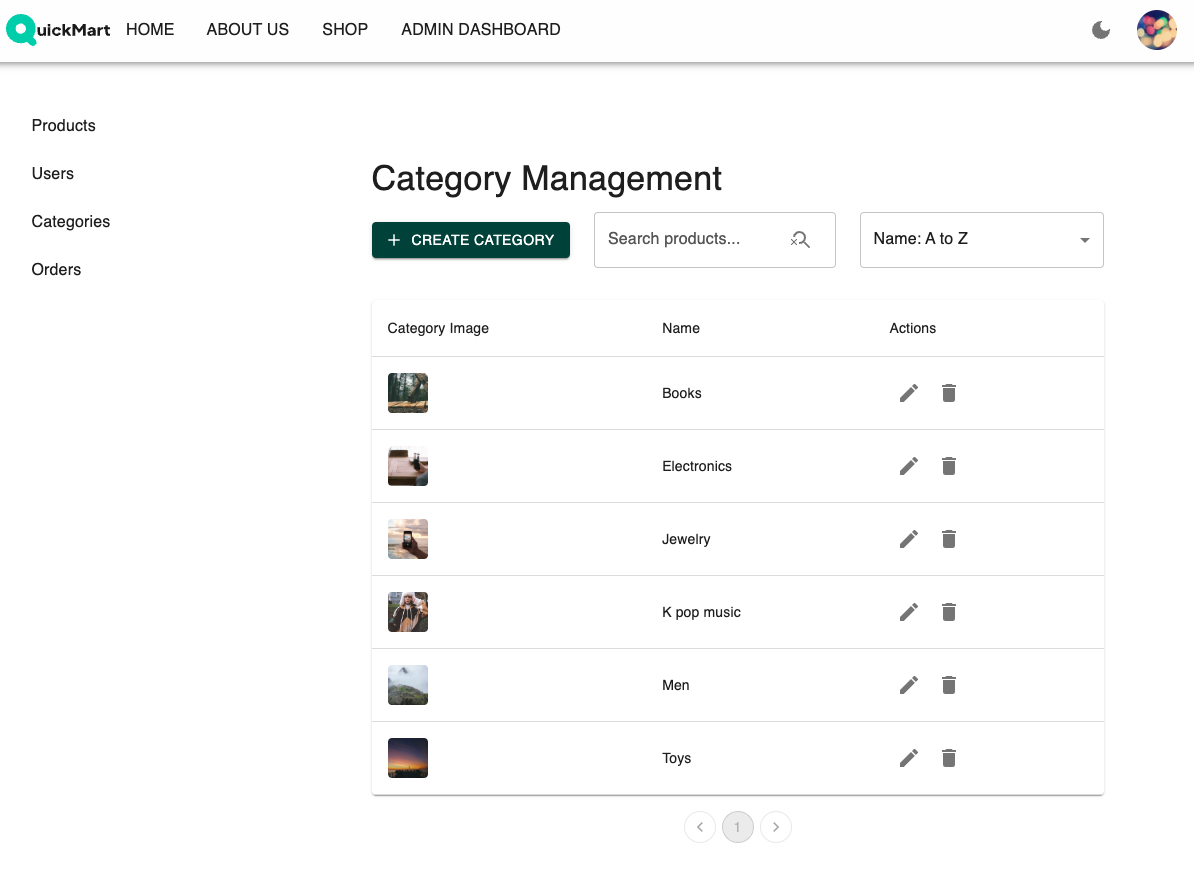 QuickMart HOME ABOUT US SHOP ADMIN DASHBOARD
Products
Users
Categories
Orders
Category Management
+ CREATE CATEGORY
Search products...
Name: A to Z
Category Image Name Actions
Books
Electronics
Jewelry
K pop music
Men
Toys
1